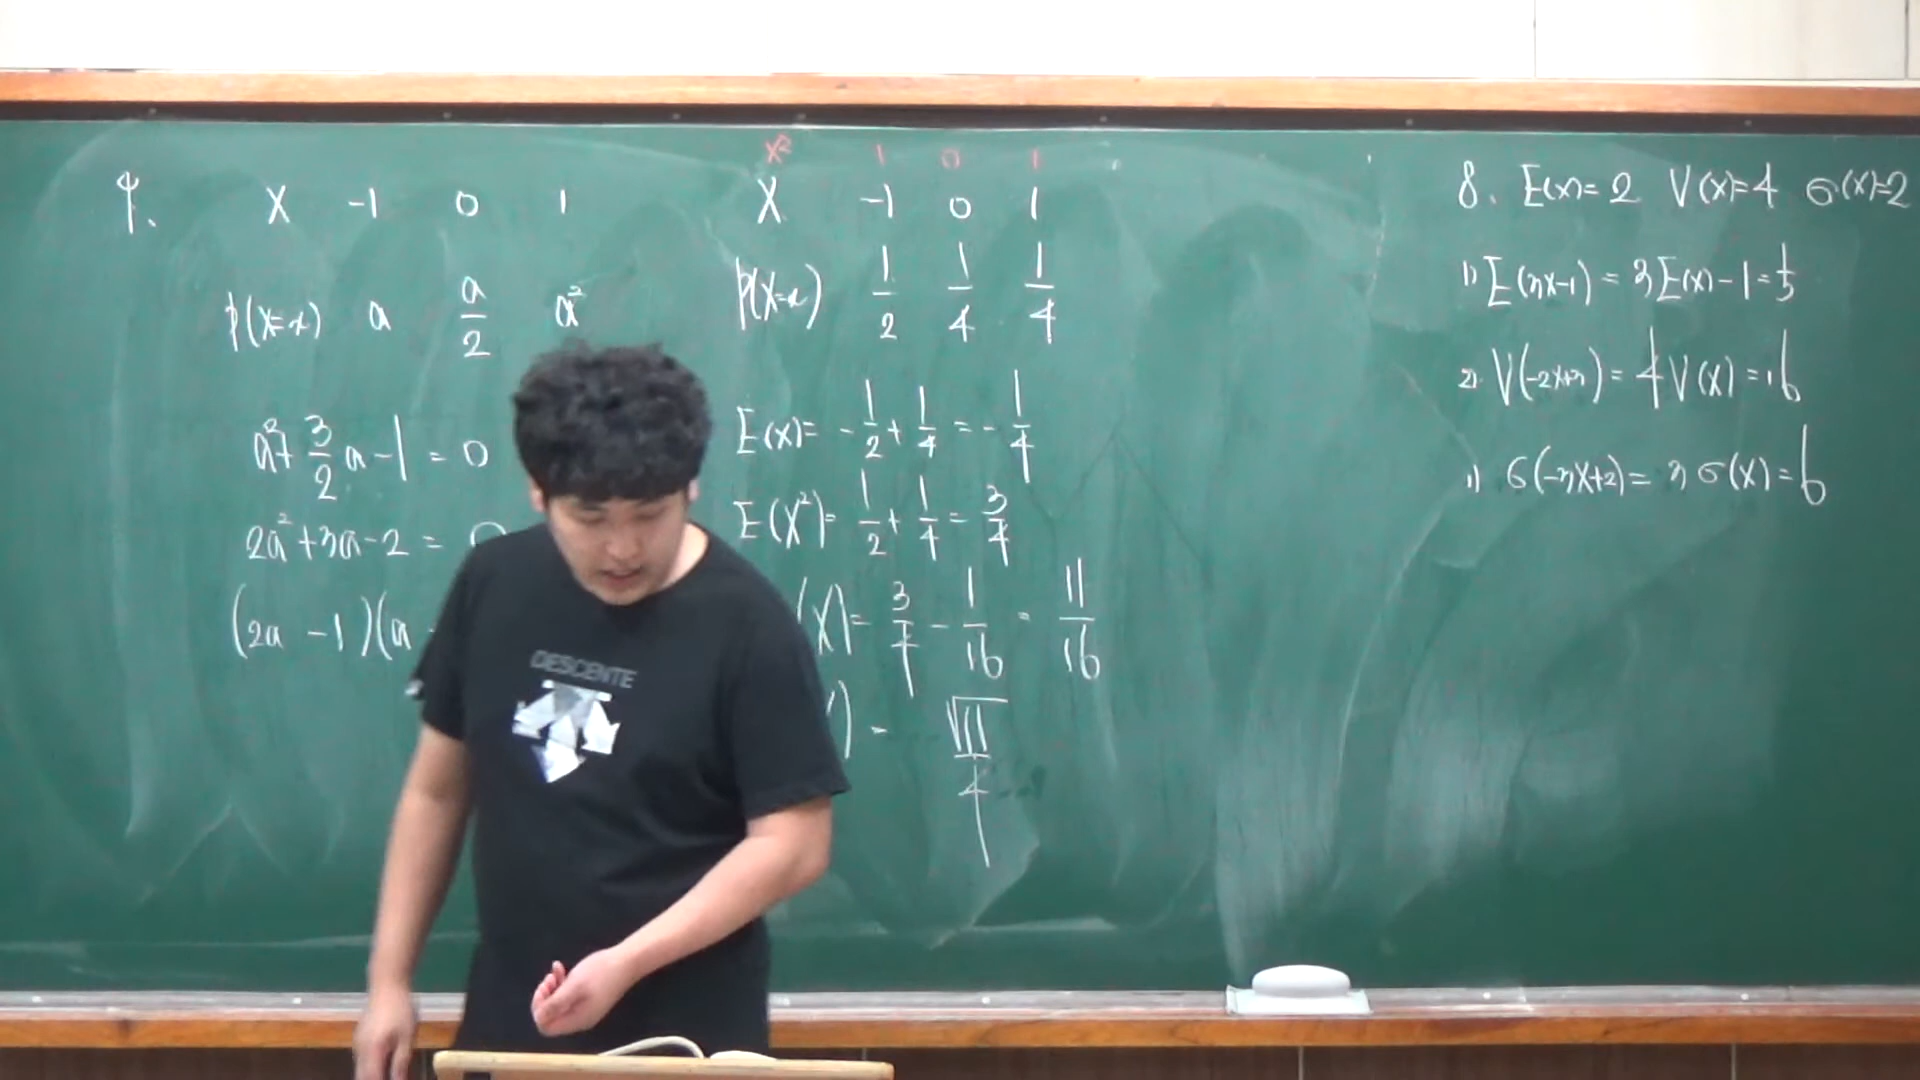 9. X -1 0 1
P(X=x) a a/2 a²
a²+3/2a-1=0
2a²+3a-2=
(2a-1)(a
X² 1 0 1
X -1 0 1
P(X=x) 1/2 1/4 1/4
E(X)=-1/2+1/4=-1/4
E(X²)=1/2+1/4=3/4
(X)=3/4-1/16=11/16
)=√11/4
8. E(X)=2 V(X)=4 σ(X)=2
1) E(3X-1)=3E(X)-1=5
2) V(-2X+3)=4V(X)=16
σ(-3X+2)=3σ(X)=6
DESCENTE